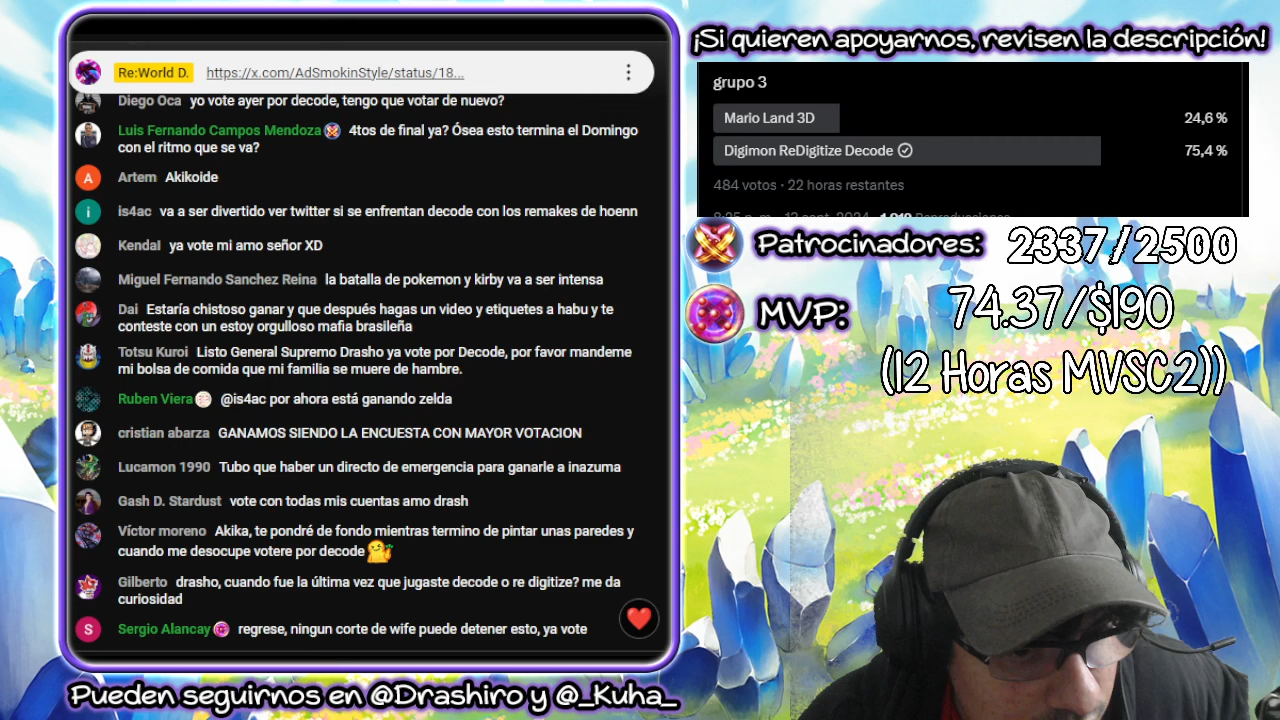 Re:World D. https://x.com/AdSmokinStyle/status/18...
Diego Oca yo vote ayer por decode, tengo que votar de nuevo?
Luis Fernando Campos Mendoza 4tos de final ya? Ósea esto termina el Domingo
con el ritmo que se va?
Artem Akikoide
is4ac va a ser divertido ver twitter si se enfrentan decode con los remakes de hoenn
Kendal ya vote mi amo señor XD
Miguel Fernando Sanchez Reina la batalla de pokemon y kirby va a ser intensa
Dai Estaría chistoso ganar y que después hagas un video y etiquetes a habu y te
conteste con un estoy orgulloso mafia brasileña
Totsu Kuroi Listo General Supremo Drasho ya vote por Decode, por favor mandeme
mi bolsa de comida que mi familia se muere de hambre.
Ruben Viera @is4ac por ahora está ganando zelda
cristian abarza GANAMOS SIENDO LA ENCUESTA CON MAYOR VOTACION
Lucamon 1990 Tubo que haber un directo de emergencia para ganarle a inazuma
Gash D. Stardust vote con todas mis cuentas amo drash
Víctor moreno Akika, te pondré de fondo mientras termino de pintar unas paredes y
cuando me desocupe votere por decode
Gilberto drasho, cuando fue la última vez que jugaste decode o re digitize? me da
curiosidad
S Sergio Alancay regrese, ningun corte de wife puede detener esto, ya vote
Pueden seguirnos en @Drashiro y @_Kuha_
¡Si quieren apoyarnos, revisen la descripción!
grupo 3
Mario Land 3D 24,6 %
Digimon ReDigitize Decode 75,4 %
484 votos · 22 horas restantes
Patrocinadores: 2337/2500
MVP: 74.37/$190
(12 Horas MVSC2))